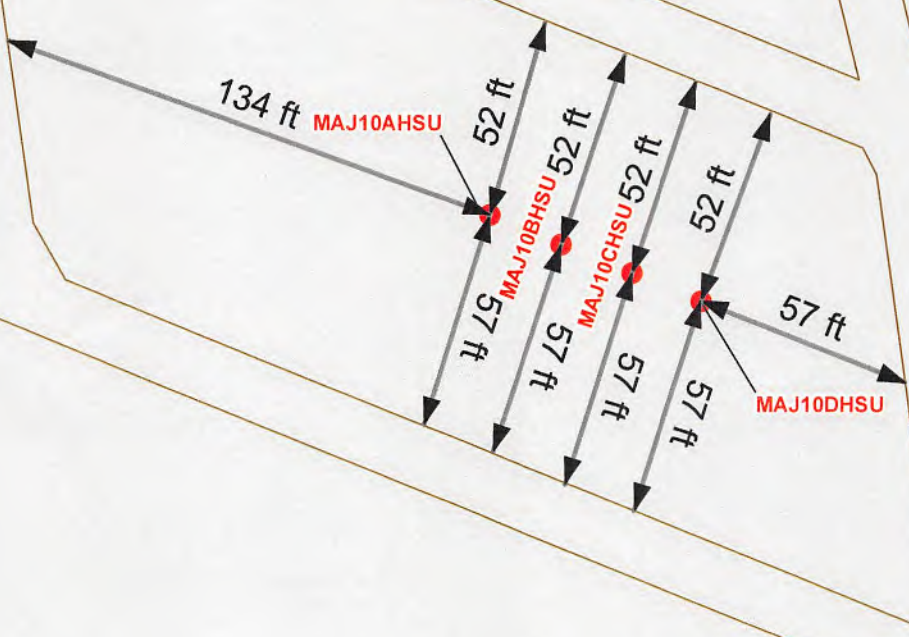 134 ft
MAJ10AHSU
52 ft
52 ft
52 ft
52 ft
MAJ10BHSU
MAJ10CHSU
57 ft
57 ft
57 ft
57 ft
57 ft
MAJ10DHSU